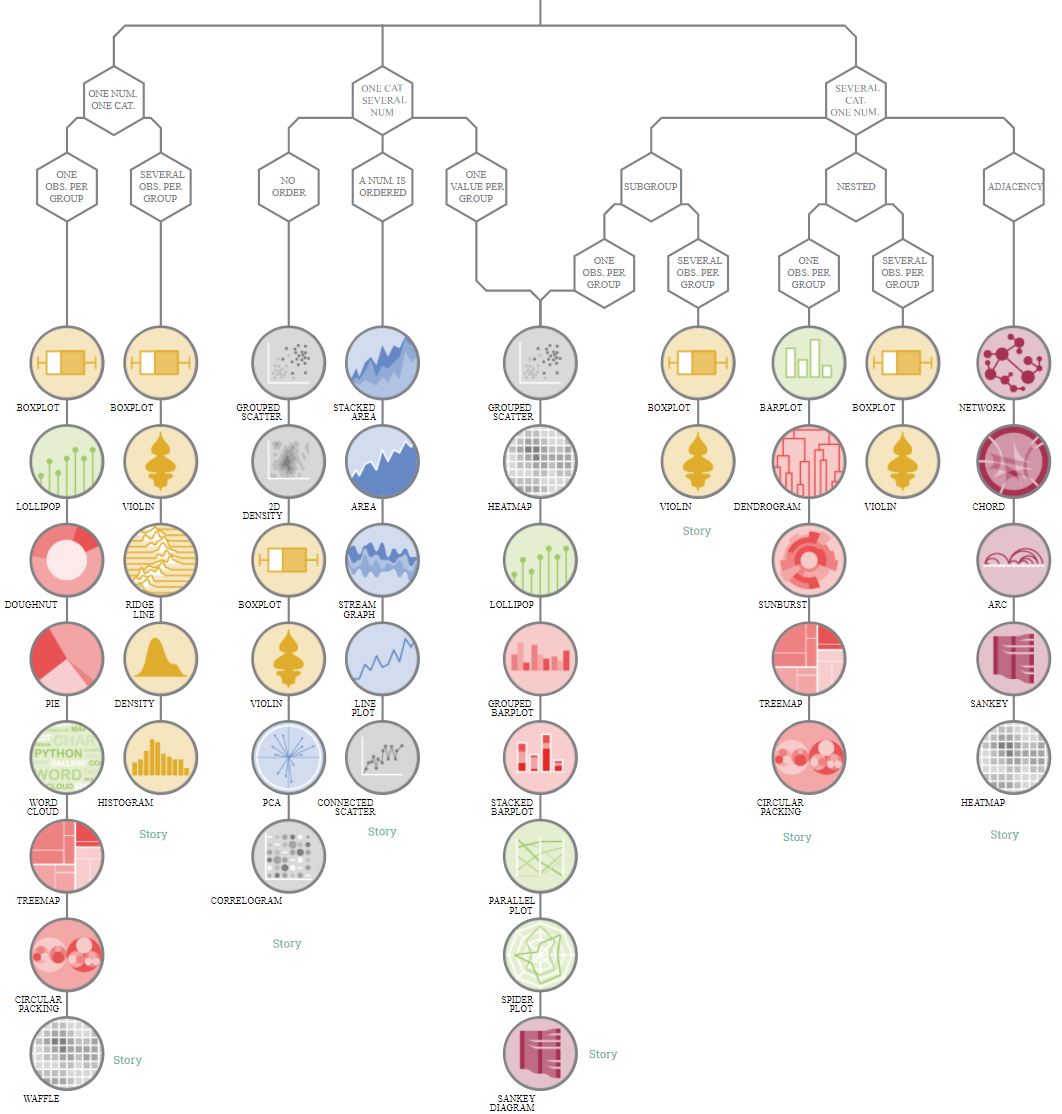 ONE NUM.
ONE CAT.
ONE CAT
SEVERAL
NUM
SEVERAL
CAT.
ONE NUM.
ONE
OBS. PER
GROUP
SEVERAL
OBS. PER
GROUP
NO
ORDER
A NUM. IS
ORDERED
ONE
VALUE PER
GROUP
SUBGROUP
NESTED
ADJACENCY
ONE
OBS. PER
GROUP
SEVERAL
OBS. PER
GROUP
ONE
OBS. PER
GROUP
SEVERAL
OBS. PER
GROUP
BOXPLOT
LOLLIPOP
DOUGHNUT
PIE
CHAR
PYTHON
GALLERY
WORD
CLOUD
WORD
CLOUD
TREEMAP
CIRCULAR
PACKING
WAFFLE
Story
BOXPLOT
VIOLIN
RIDGE
LINE
DENSITY
HISTOGRAM
Story
GROUPED
SCATTER
2D
DENSITY
BOXPLOT
VIOLIN
PCA
CORRELOGRAM
Story
STACKED
AREA
AREA
STREAM
GRAPH
LINE
PLOT
CONNECTED
SCATTER
Story
GROUPED
SCATTER
HEATMAP
LOLLIPOP
GROUPED
BARPLOT
STACKED
BARPLOT
PARALLEL
PLOT
SPIDER
PLOT
SANKEY
DIAGRAM
Story
BOXPLOT
VIOLIN
Story
BARPLOT
DENDROGRAM
SUNBURST
TREEMAP
CIRCULAR
PACKING
Story
BOXPLOT
VIOLIN
NETWORK
CHORD
ARC
SANKEY
HEATMAP
Story